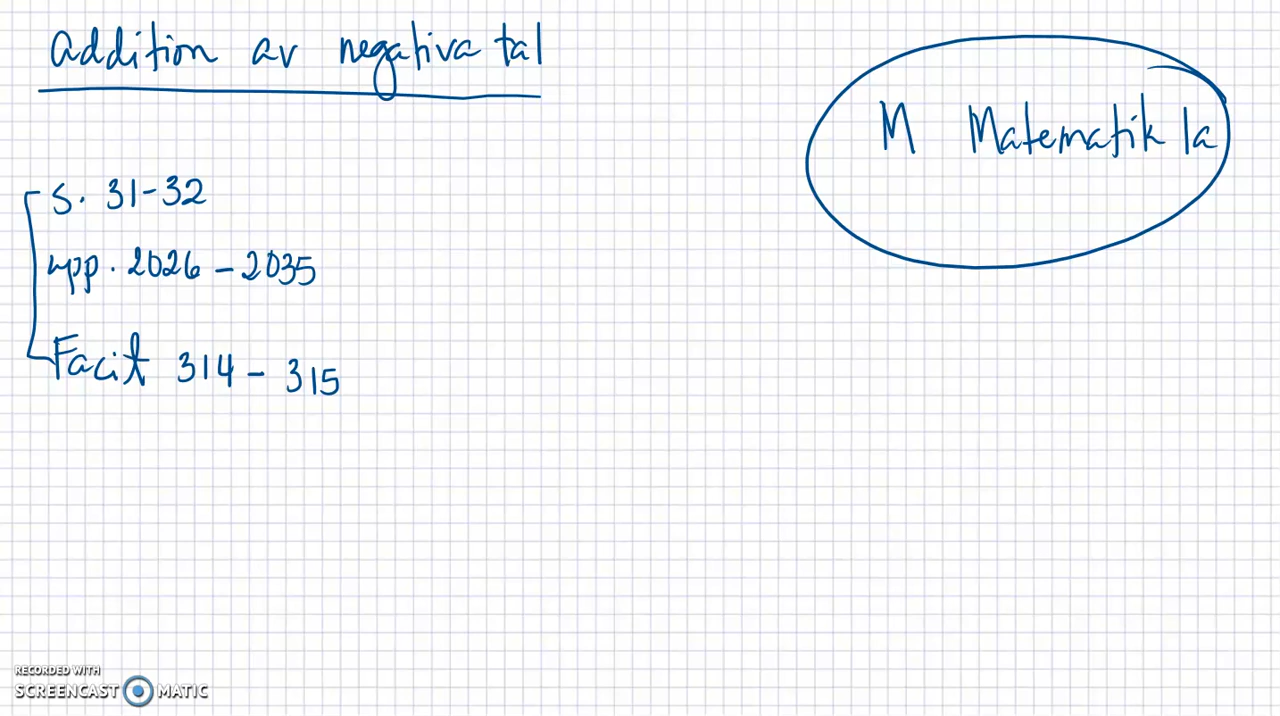 Addition av negativa tal
M Matematik 1a
s. 31-32
upp. 2026 - 2035
Facit 314 - 315
RECORDED WITH
SCREENCAST MATIC